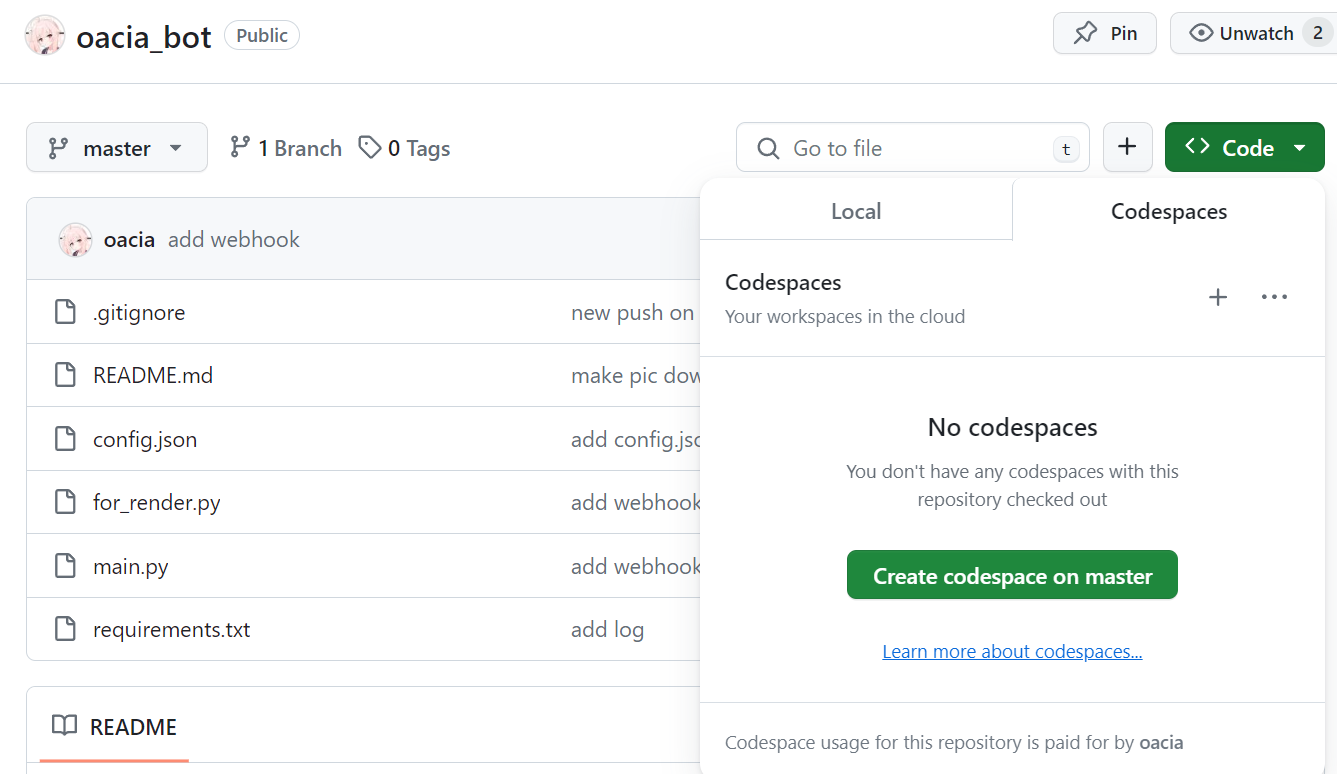 oacia_bot Public Pin Unwatch 2
master 1 Branch 0 Tags Go to file t + <> Code
Local Codespaces
oacia add webhook
Codespaces
Your workspaces in the cloud
.gitignore new push on
README.md make pic dow
config.json add config.jso
for_render.py add webhook
main.py add webhook
requirements.txt add log
No codespaces
You don't have any codespaces with this
repository checked out
Create codespace on master
Learn more about codespaces...
README
Codespace usage for this repository is paid for by oacia